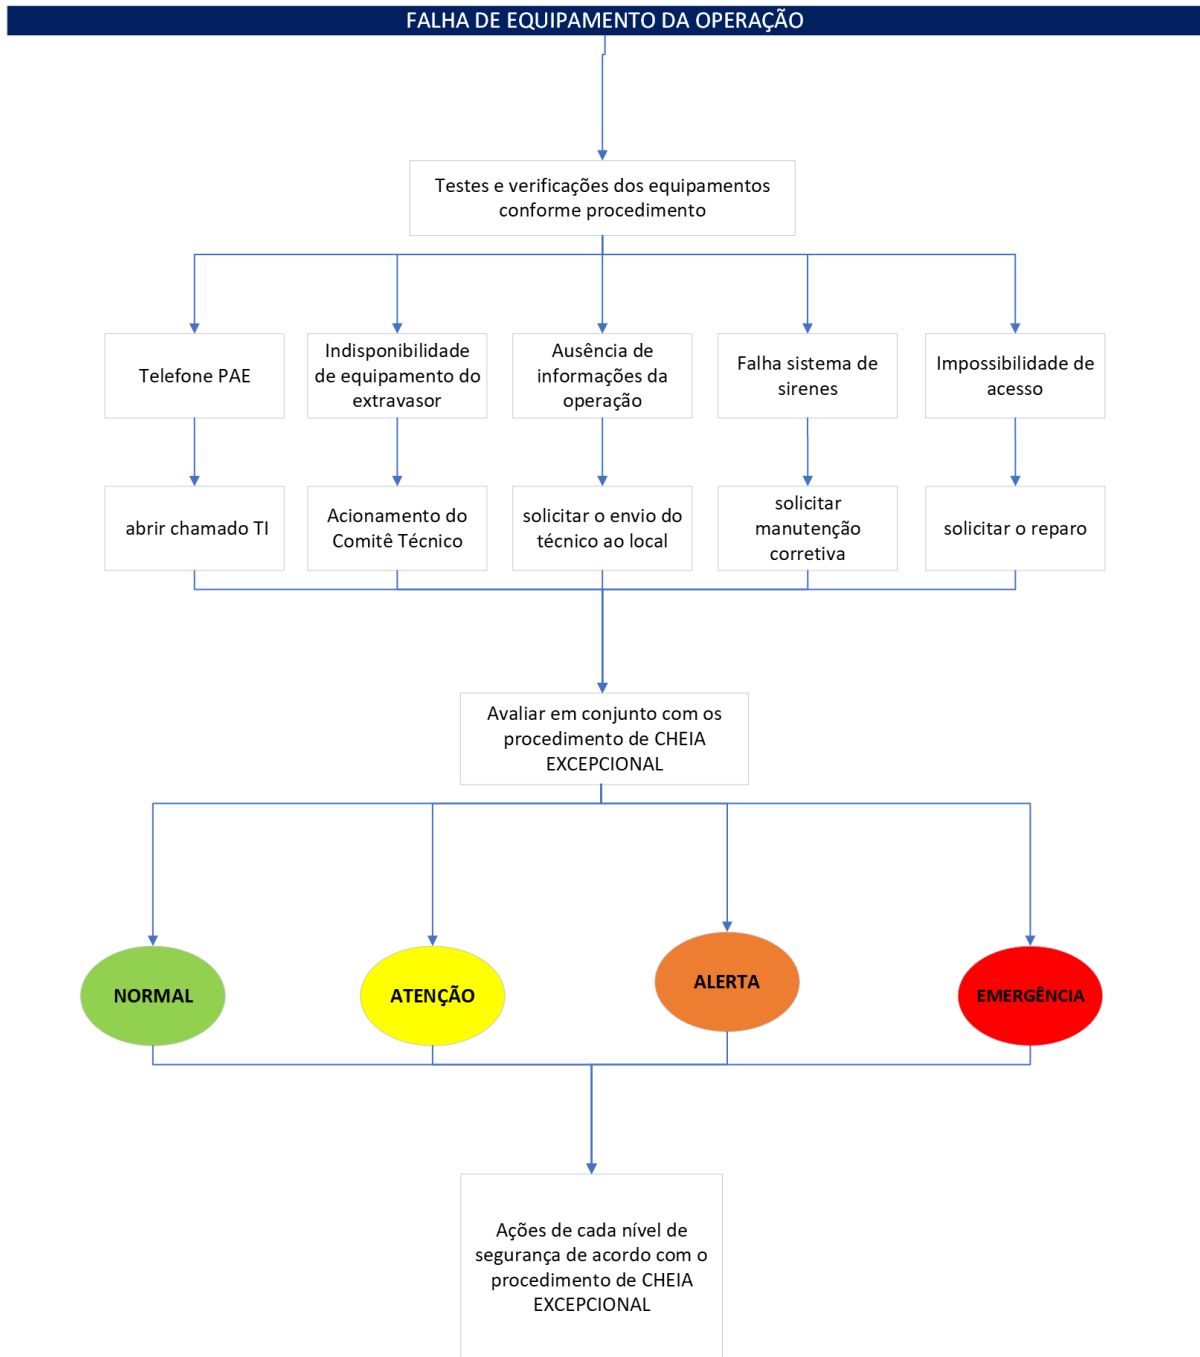 FALHA DE EQUIPAMENTO DA OPERAÇÃO
Testes e verificações dos equipamentos
conforme procedimento
Telefone PAE
Indisponibilidade
de equipamento do
extravasor
Ausência de
informações da
operação
Falha sistema de
sirenes
Impossibilidade de
acesso
abrir chamado TI
Acionamento do
Comitê Técnico
solicitar o envio do
técnico ao local
solicitar
manutenção
corretiva
solicitar o reparo
Avaliar em conjunto com os
procedimento de CHEIA
EXCEPCIONAL
NORMAL
ATENÇÃO
ALERTA
EMERGÊNCIA
Ações de cada nível de
segurança de acordo com o
procedimento de CHEIA
EXCEPCIONAL